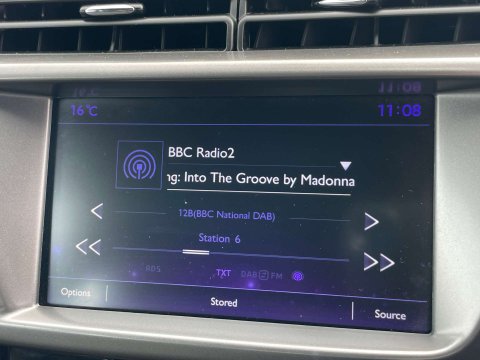 16°C 11:08
BBC Radio2
ng: Into The Groove by Madonna
12B(BBC National DAB)
Station 6
RDS TXT DAB FM
Options Stored Source